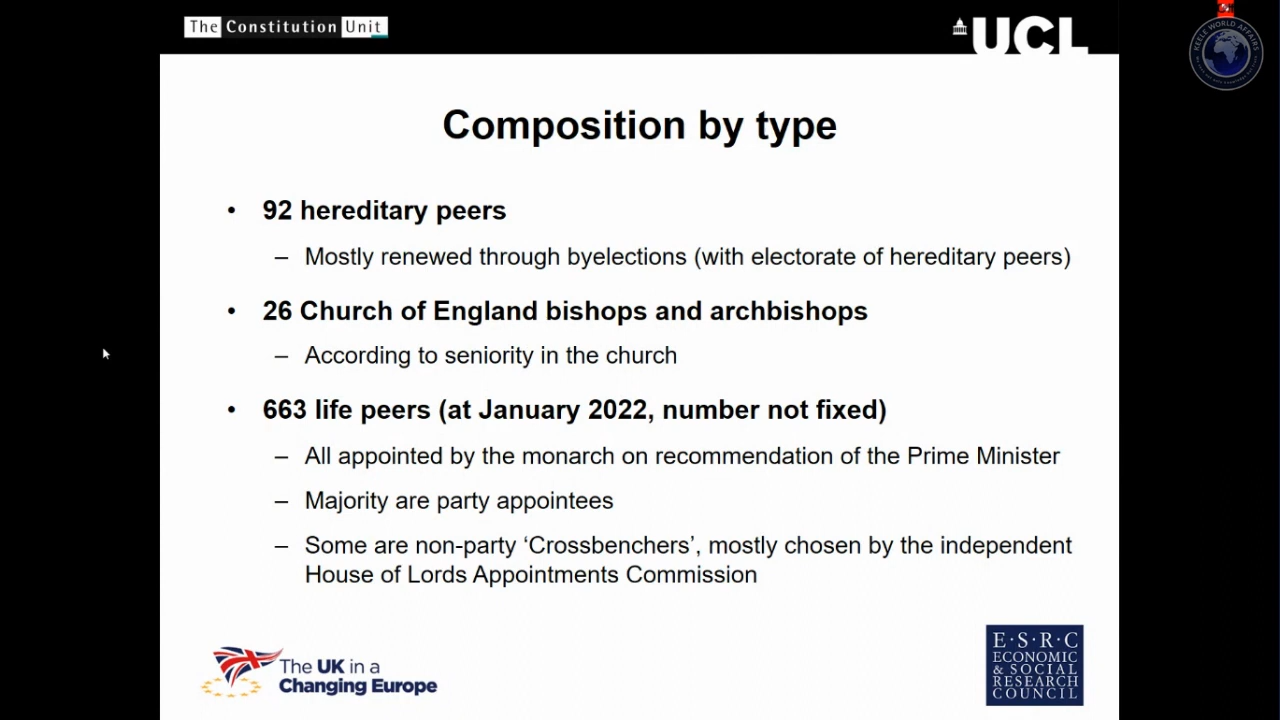 The Constitution Unit
UCL
KEELE WORLD AFFAIRS
Composition by type
• 92 hereditary peers
– Mostly renewed through byelections (with electorate of hereditary peers)
• 26 Church of England bishops and archbishops
– According to seniority in the church
• 663 life peers (at January 2022, number not fixed)
– All appointed by the monarch on recommendation of the Prime Minister
– Majority are party appointees
– Some are non-party ‘Crossbenchers’, mostly chosen by the independent
House of Lords Appointments Commission
The UK in a
Changing Europe
E·S·R·C
ECONOMIC
& SOCIAL
RESEARCH
COUNCIL